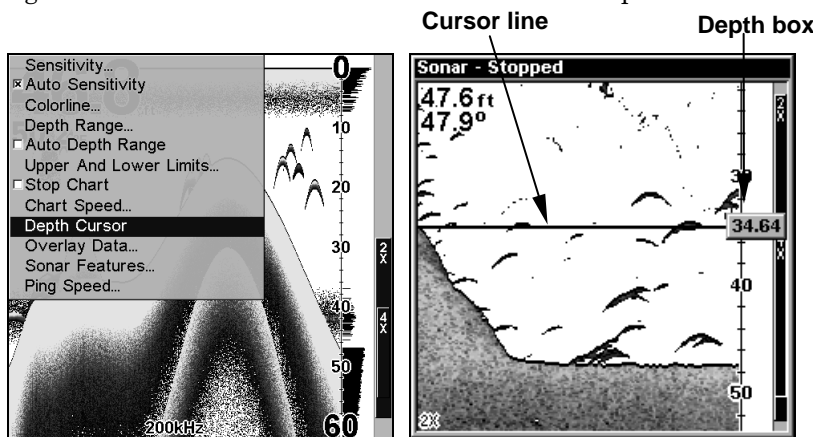 Cursor line
Depth box
Sensitivity...
Auto Sensitivity
Colorline...
Depth Range...
Auto Depth Range
Upper And Lower Limits...
Stop Chart
Chart Speed...
Depth Cursor
Overlay Data...
Sonar Features...
Ping Speed...
0
10
20
30
40
50
60
2X
4X
200kHz
Sonar - Stopped
47.6 ft
47.9º
30
34.64
40
50
2X
2X